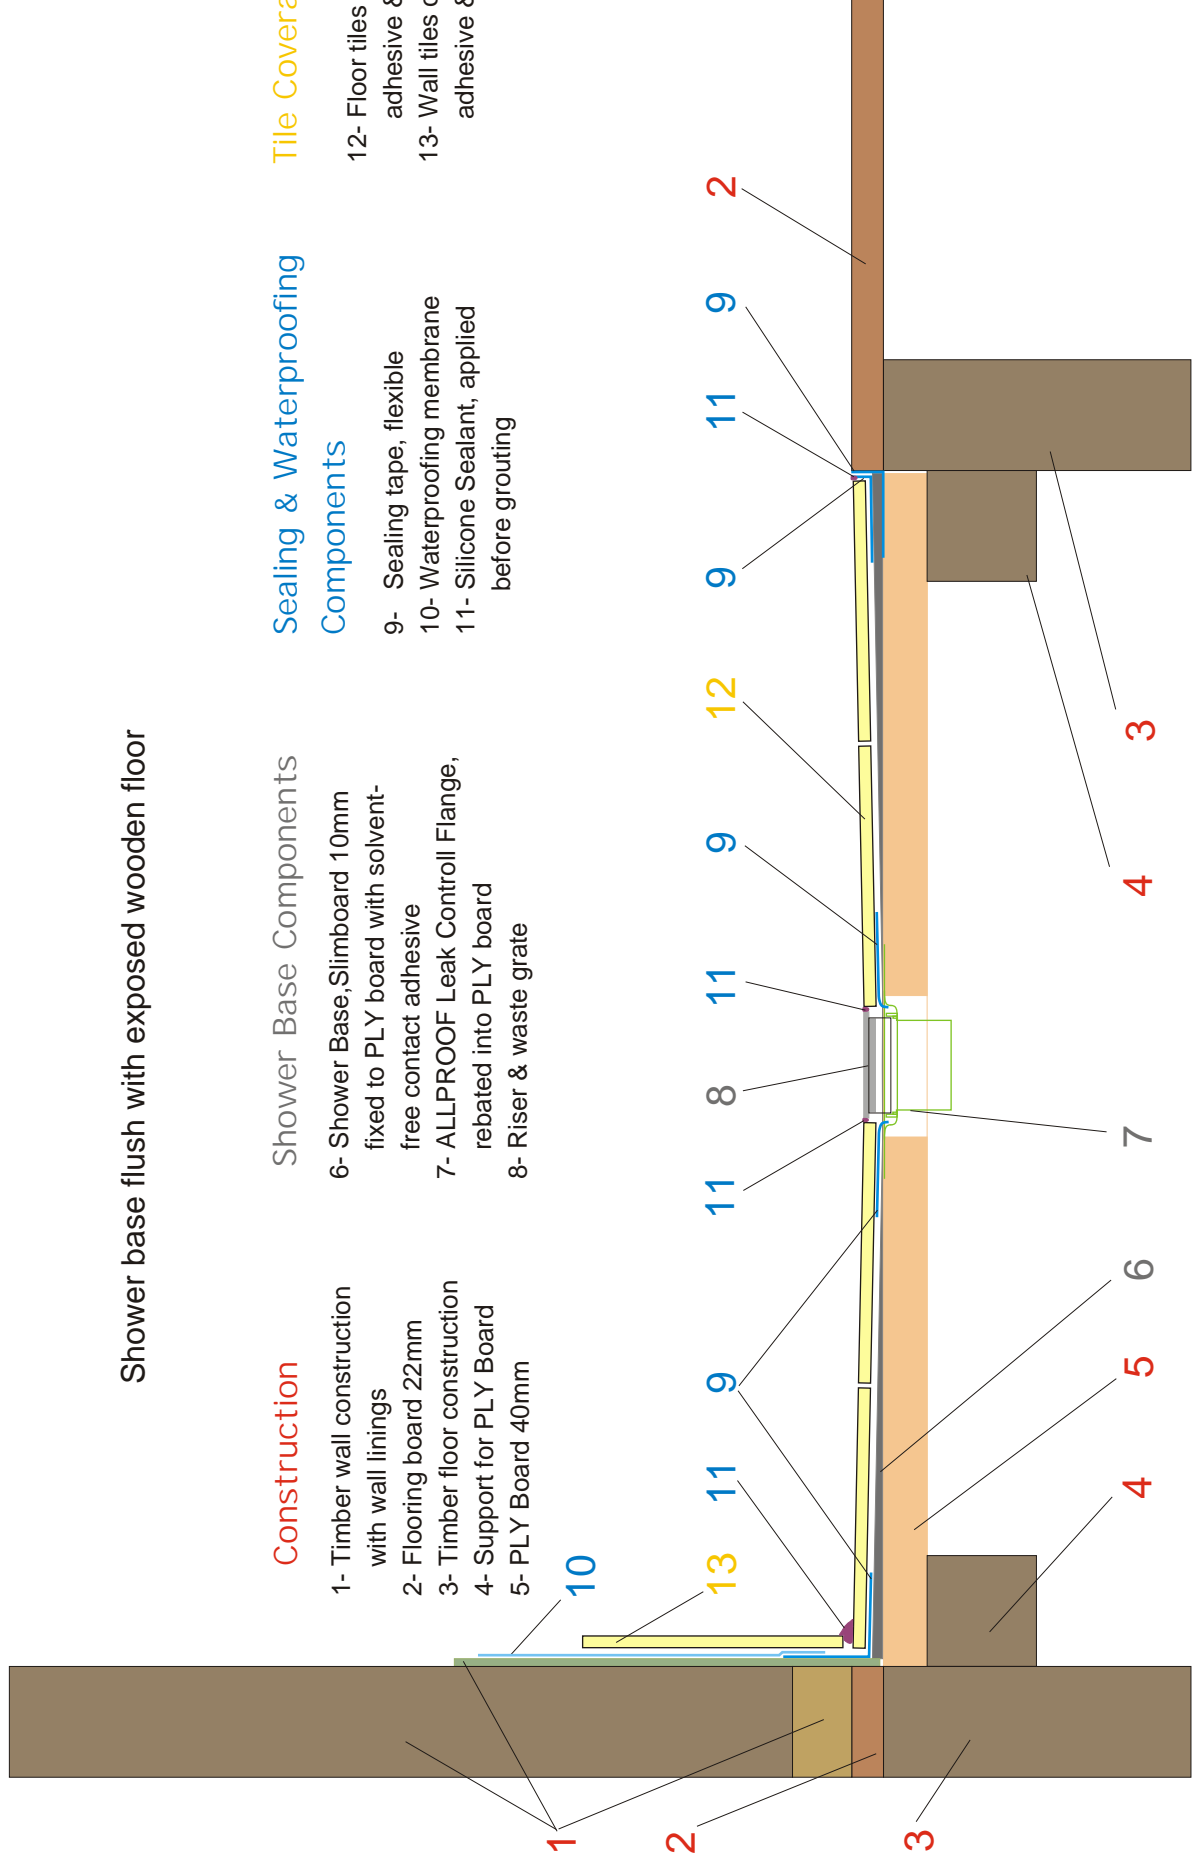 Shower base flush with exposed wooden floor
Construction
1- Timber wall construction
with wall linings
2- Flooring board 22mm
3- Timber floor construction
4- Support for PLY Board
5- PLY Board 40mm
Shower Base Components
6- Shower Base,Slimboard 10mm
fixed to PLY board with solvent-
free contact adhesive
7- ALLPROOF Leak Controll Flange,
rebated into PLY board
8- Riser & waste grate
Sealing & Waterproofing
Components
9- Sealing tape, flexible
10- Waterproofing membrane
11- Silicone Sealant, applied
before grouting
Tile
12- Floor tiles
adhesive &
13- Wall tiles
adhesive &
10
13
11
9
11
8
11
9
12
9
11
9
2
1
2
3
4
5
6
7
4
3